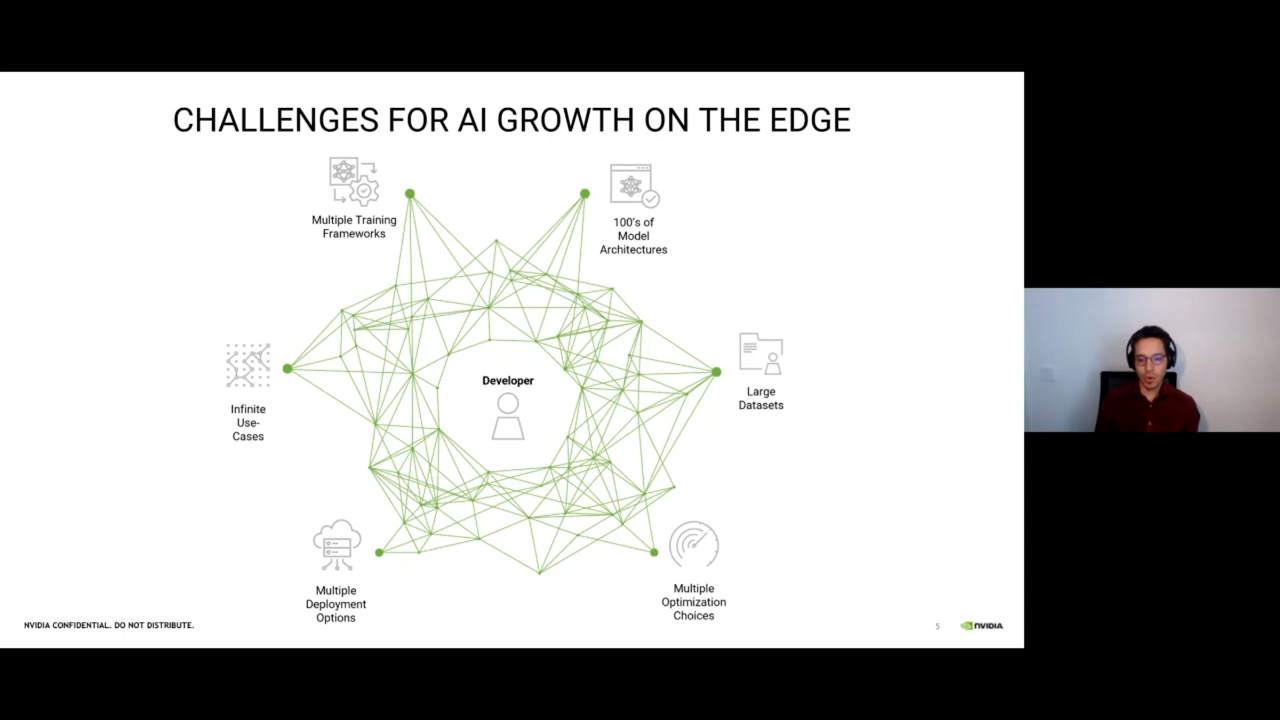 CHALLENGES FOR AI GROWTH ON THE EDGE
Multiple Training
Frameworks
100's of
Model
Architectures
Developer
Infinite
Use-
Cases
Large
Datasets
Multiple
Deployment
Options
Multiple
Optimization
Choices
NVIDIA CONFIDENTIAL. DO NOT DISTRIBUTE.
5
NVIDIA